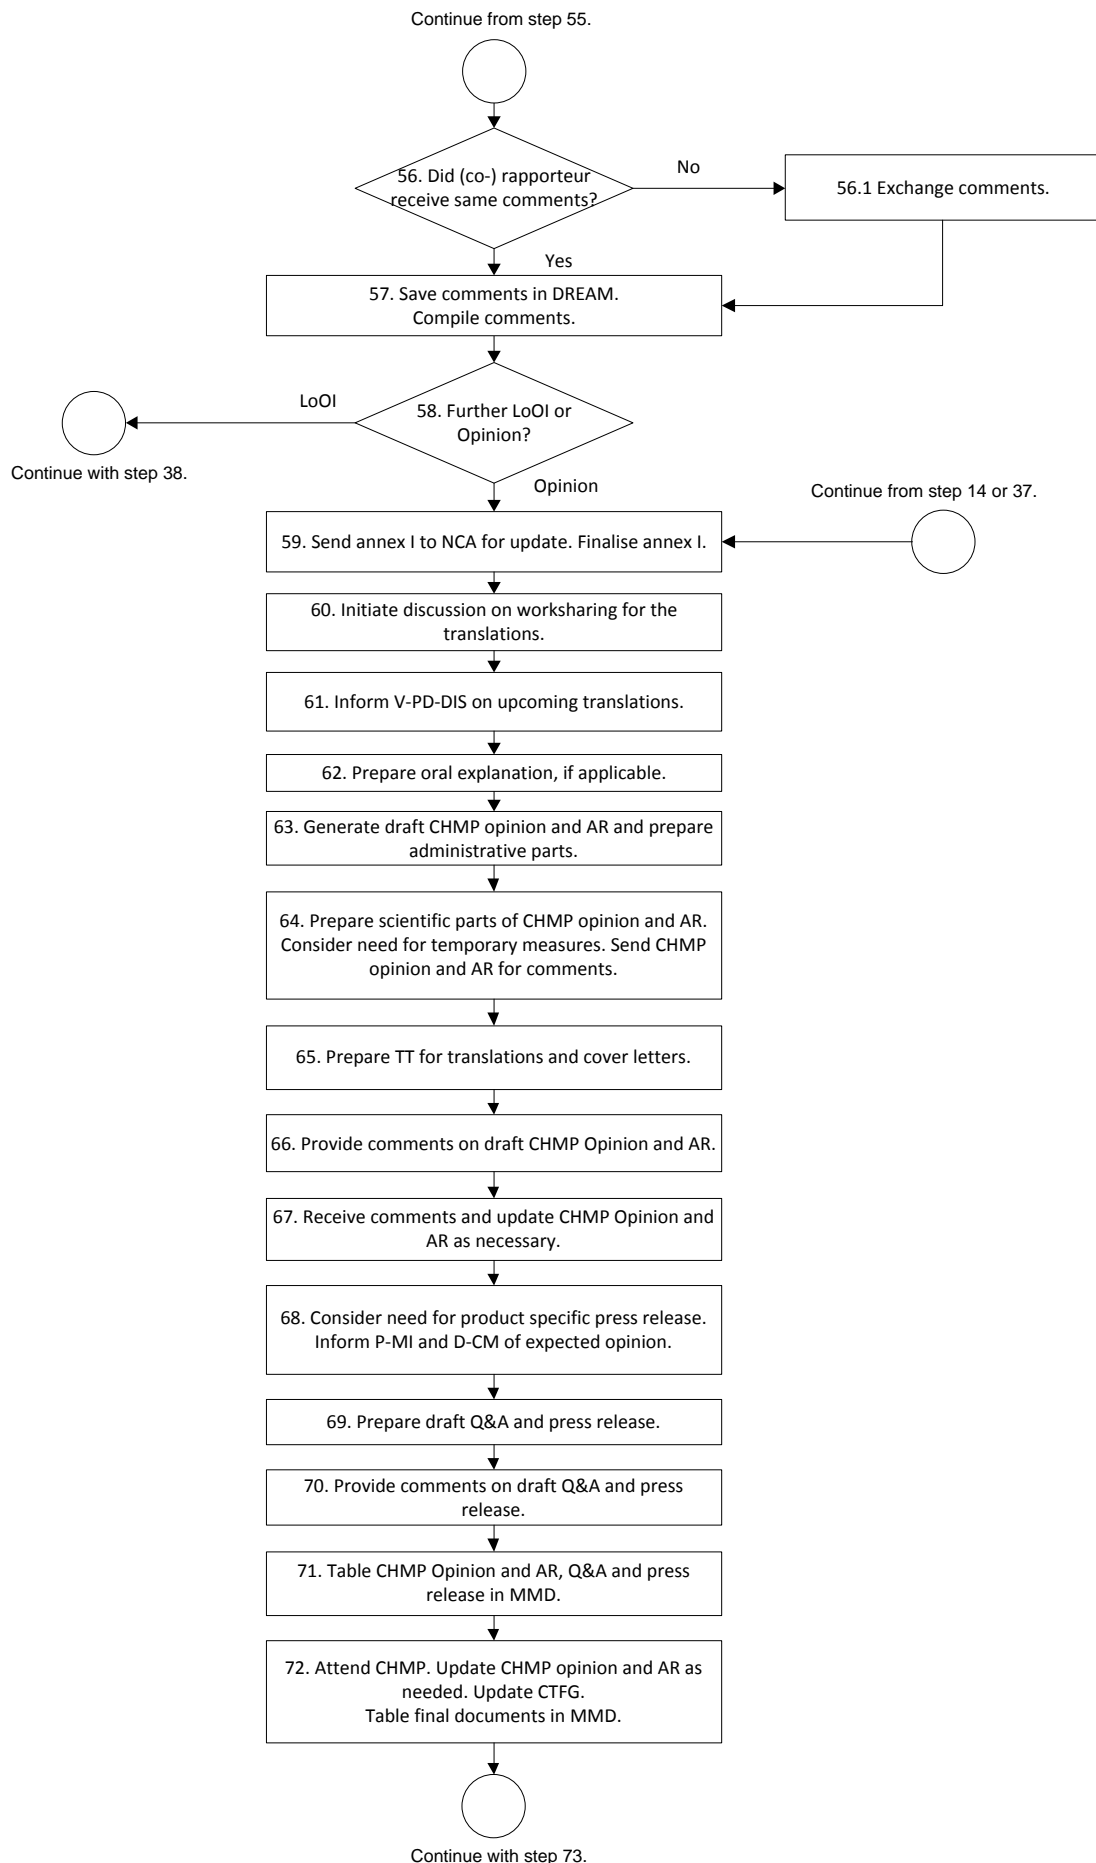 Continue from step 55.
56. Did (co-) rapporteur
receive same comments?
No
56.1 Exchange comments.
Yes
57. Save comments in DREAM.
Compile comments.
LoOI
58. Further LoOI or
Opinion?
Continue with step 38.
Opinion
Continue from step 14 or 37.
59. Send annex I to NCA for update. Finalise annex I.
60. Initiate discussion on worksharing for the
translations.
61. Inform V-PD-DIS on upcoming translations.
62. Prepare oral explanation, if applicable.
63. Generate draft CHMP opinion and AR and prepare
administrative parts.
64. Prepare scientific parts of CHMP opinion and AR.
Consider need for temporary measures. Send CHMP
opinion and AR for comments.
65. Prepare TT for translations and cover letters.
66. Provide comments on draft CHMP Opinion and AR.
67. Receive comments and update CHMP Opinion and
AR as necessary.
68. Consider need for product specific press release.
Inform P-MI and D-CM of expected opinion.
69. Prepare draft Q&A and press release.
70. Provide comments on draft Q&A and press
release.
71. Table CHMP Opinion and AR, Q&A and press
release in MMD.
72. Attend CHMP. Update CHMP opinion and AR as
needed. Update CTFG.
Table final documents in MMD.
Continue with step 73.